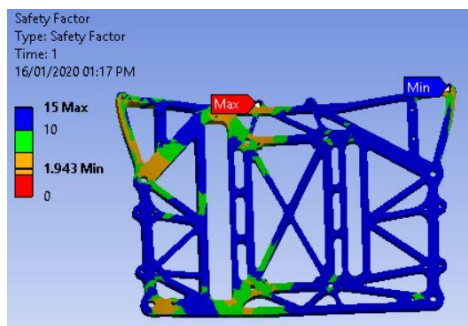 Safety Factor
Type: Safety Factor
Time: 1
16/01/2020 01:17 PM
15 Max
10
1.943 Min
0
Max
Min